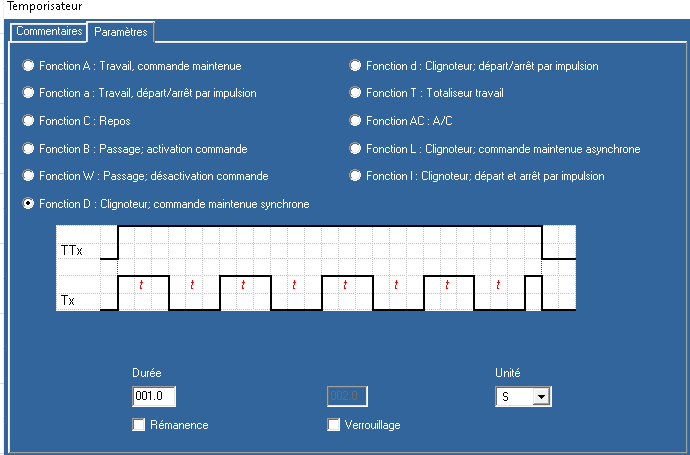 Temporisateur
Commentaires Paramètres
Fonction A : Travail, commande maintenue
Fonction d : Clignoteur; départ/arrêt par impulsion
Fonction a : Travail, départ/arrêt par impulsion
Fonction T : Totaliseur travail
Fonction C : Repos
Fonction AC : A/C
Fonction B : Passage; activation commande
Fonction L : Clignoteur; commande maintenue asynchrone
Fonction W : Passage; désactivation commande
Fonction l : Clignoteur; départ et arrêt par impulsion
Fonction D : Clignoteur; commande maintenue synchrone
TTx
t t t t t t t t
Tx
Durée Unité
001.0 002.0 S
Rémanence Verrouillage